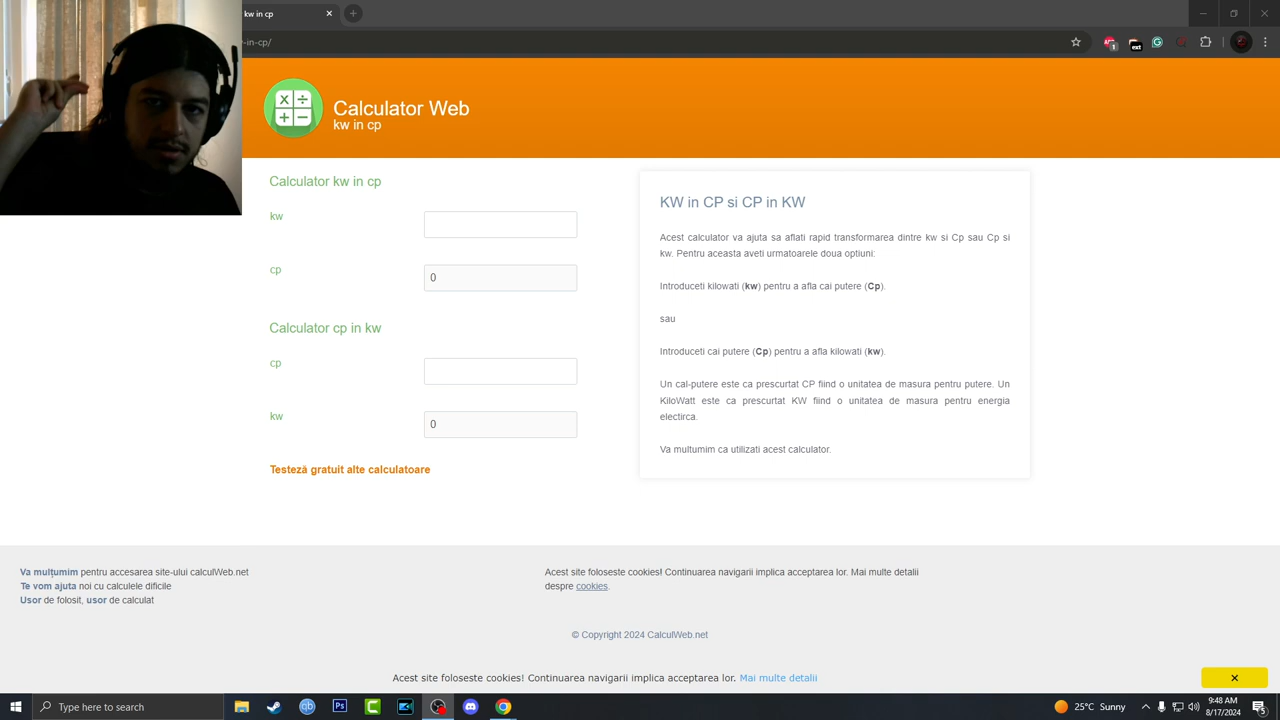 kw in cp
-in-cp/
1
ext
Calculator Web
kw in cp
Calculator kw in cp
kw
cp
0
Calculator cp in kw
cp
kw
0
Testeză gratuit alte calculatoare
KW in CP si CP in KW
Acest calculator va ajuta sa aflati rapid transformarea dintre kw si Cp sau Cp si
kw. Pentru aceasta aveti urmatoarele doua optiuni:
Introduceti kilowati (kw) pentru a afla cai putere (Cp).
sau
Introduceti cai putere (Cp) pentru a afla kilowati (kw).
Un cal-putere este ca prescurtat CP fiind o unitatea de masura pentru putere. Un
KiloWatt este ca prescurtat KW fiind o unitatea de masura pentru energia
electirca.
Va multumim ca utilizati acest calculator.
Va mulțumim pentru accesarea site-ului calculWeb.net
Te vom ajuta noi cu calculele dificile
Usor de folosit, usor de calculat
Acest site foloseste cookies! Continuarea navigarii implica acceptarea lor. Mai multe detalii
despre cookies.
© Copyright 2024 CalculWeb.net
Acest site foloseste cookies! Continuarea navigarii implica acceptarea lor. Mai multe detalii
Type here to search
Ps
25°C Sunny
9:48 AM
8/17/2024
5